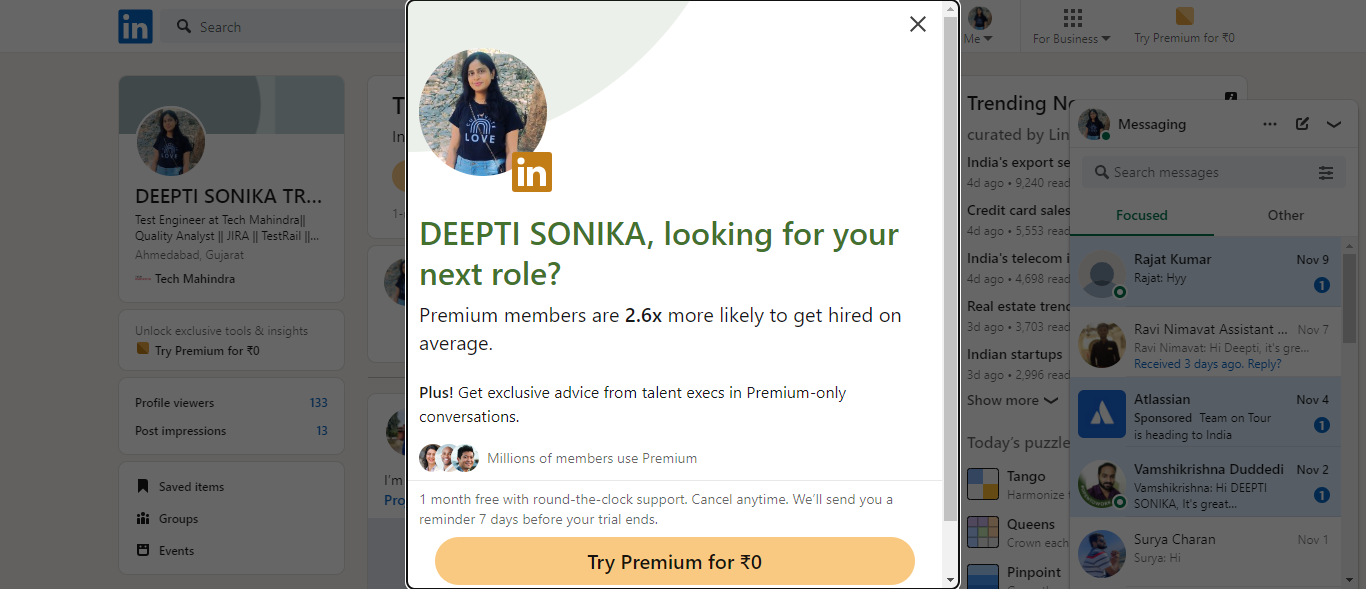 in
Search
Me
For Business
Try Premium for ₹0
DEEPTI SONIKA TR...
Test Engineer at Tech Mahindra||
Quality Analyst || JIRA || TestRail ||...
Ahmedabad, Gujarat
Tech Mahindra
Unlock exclusive tools & insights
Try Premium for ₹0
Profile viewers 133
Post impressions 13
Saved items
Groups
Events
T
In
1-
I'm
Pro
LOVE
in
DEEPTI SONIKA, looking for your
next role?
Premium members are 2.6x more likely to get hired on
average.
Plus! Get exclusive advice from talent execs in Premium-only
conversations.
Millions of members use Premium
1 month free with round-the-clock support. Cancel anytime. We'll send you a
reminder 7 days before your trial ends.
Try Premium for ₹0
Trending Ne
curated by Lin
India's export se
4d ago • 9,240 read
Credit card sales
4d ago • 5,553 read
India's telecom i
4d ago • 4,698 read
Real estate trend
3d ago • 3,703 read
Indian startups
3d ago • 2,996 read
Show more
Today's puzzle
Tango
Harmonize t
Queens
Crown each
Pinpoint
Messaging
Search messages
Focused
Other
Rajat Kumar Nov 9
Rajat: Hyy 1
Ravi Nimavat Assistant ... Nov 7
Ravi Nimavat: Hi Deepti, it's gre...
Received 3 days ago. Reply?
Atlassian Nov 4
Sponsored Team on Tour
is heading to India 1
Vamshikrishna Duddedi Nov 2
Vamshikrishna: Hi DEEPTI
SONIKA, It's great... 1
Surya Charan Nov 1
Surya: Hi